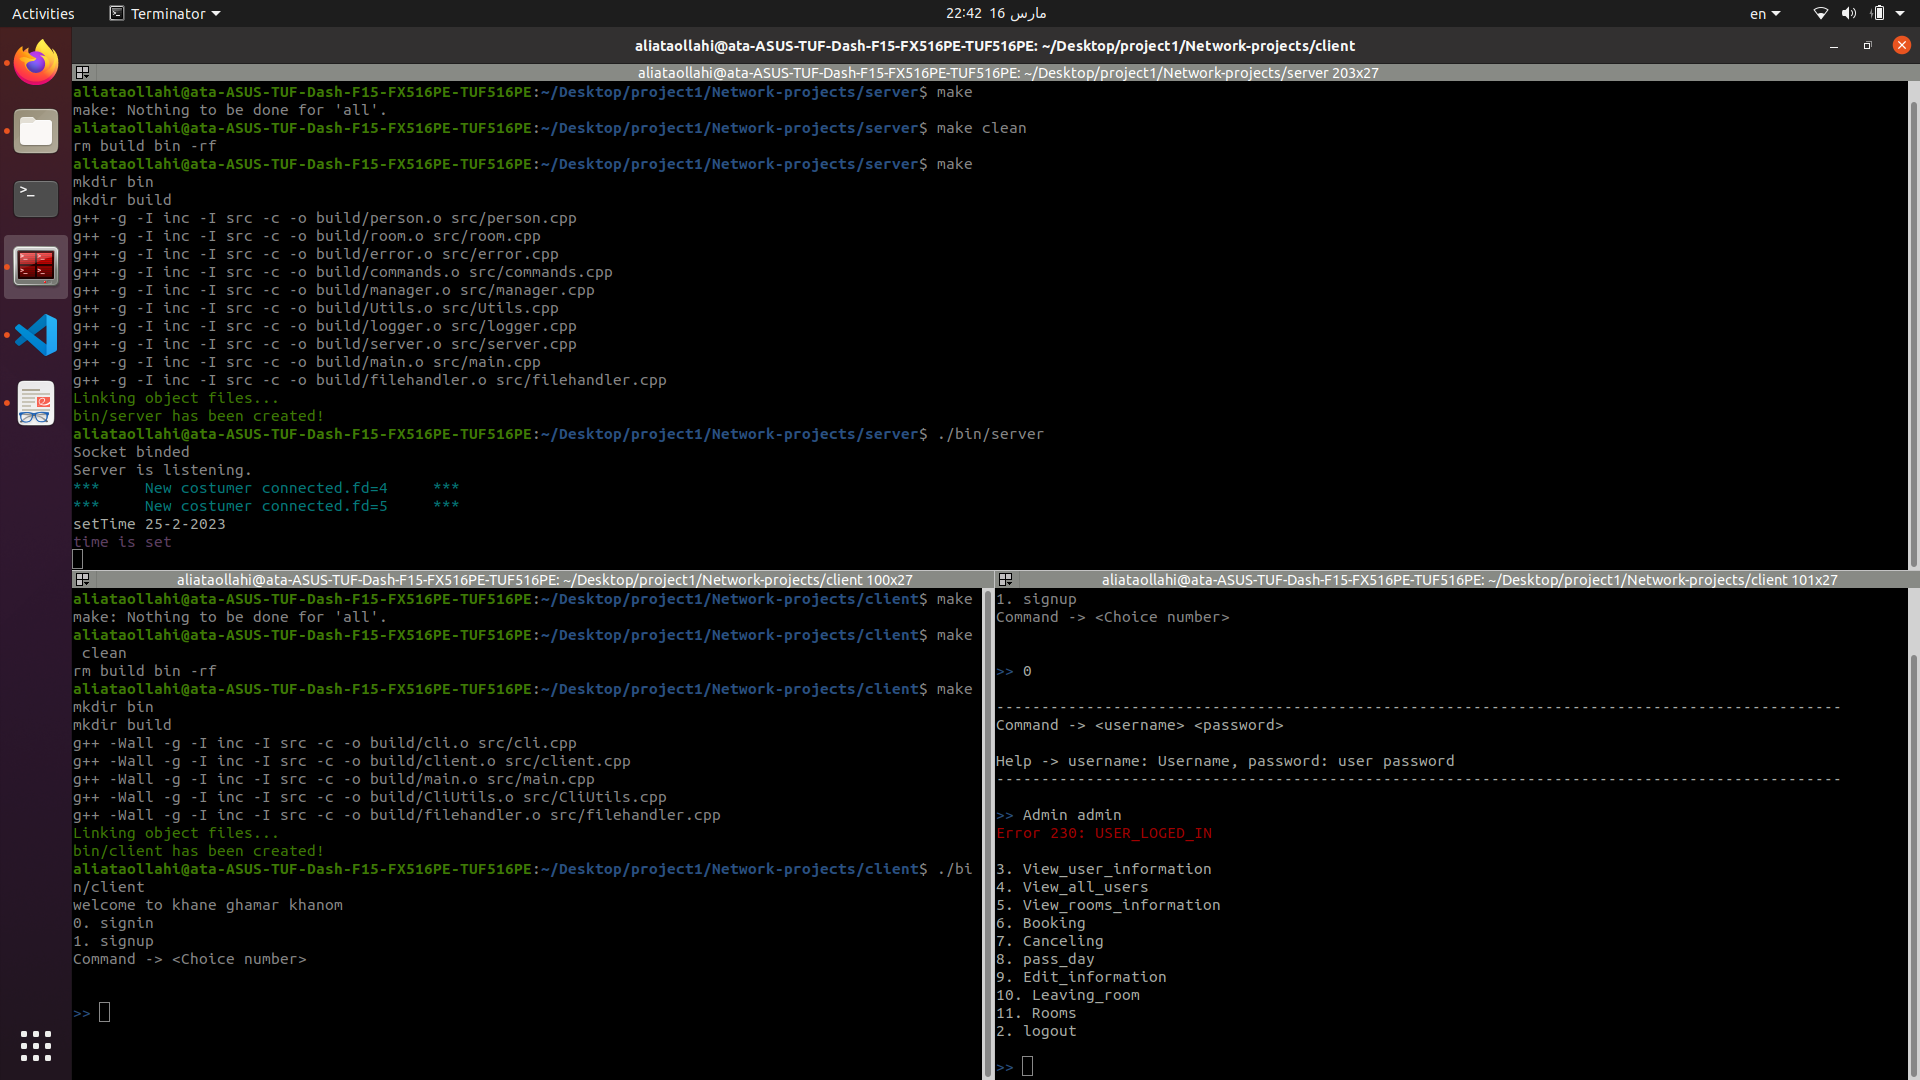 Activities
Terminator
22:42 16 مارس
en
aliataollahi@ata-ASUS-TUF-Dash-F15-FX516PE-TUF516PE: ~/Desktop/project1/Network-projects/client
aliataollahi@ata-ASUS-TUF-Dash-F15-FX516PE-TUF516PE: ~/Desktop/project1/Network-projects/server 203x27
aliataollahi@ata-ASUS-TUF-Dash-F15-FX516PE-TUF516PE:~/Desktop/project1/Network-projects/server$ make
make: Nothing to be done for 'all'.
aliataollahi@ata-ASUS-TUF-Dash-F15-FX516PE-TUF516PE:~/Desktop/project1/Network-projects/server$ make clean
rm build bin -rf
aliataollahi@ata-ASUS-TUF-Dash-F15-FX516PE-TUF516PE:~/Desktop/project1/Network-projects/server$ make
mkdir bin
mkdir build
g++ -g -I inc -I src -c -o build/person.o src/person.cpp
g++ -g -I inc -I src -c -o build/room.o src/room.cpp
g++ -g -I inc -I src -c -o build/error.o src/error.cpp
g++ -g -I inc -I src -c -o build/commands.o src/commands.cpp
g++ -g -I inc -I src -c -o build/manager.o src/manager.cpp
g++ -g -I inc -I src -c -o build/Utils.o src/Utils.cpp
g++ -g -I inc -I src -c -o build/logger.o src/logger.cpp
g++ -g -I inc -I src -c -o build/server.o src/server.cpp
g++ -g -I inc -I src -c -o build/main.o src/main.cpp
g++ -g -I inc -I src -c -o build/filehandler.o src/filehandler.cpp
Linking object files...
bin/server has been created!
aliataollahi@ata-ASUS-TUF-Dash-F15-FX516PE-TUF516PE:~/Desktop/project1/Network-projects/server$ ./bin/server
Socket binded
Server is listening.
***     New costumer connected.fd=4     ***
***     New costumer connected.fd=5     ***
setTime 25-2-2023
time is set
aliataollahi@ata-ASUS-TUF-Dash-F15-FX516PE-TUF516PE: ~/Desktop/project1/Network-projects/client 100x27
aliataollahi@ata-ASUS-TUF-Dash-F15-FX516PE-TUF516PE:~/Desktop/project1/Network-projects/client$ make
make: Nothing to be done for 'all'.
aliataollahi@ata-ASUS-TUF-Dash-F15-FX516PE-TUF516PE:~/Desktop/project1/Network-projects/client$ make
 clean
rm build bin -rf
aliataollahi@ata-ASUS-TUF-Dash-F15-FX516PE-TUF516PE:~/Desktop/project1/Network-projects/client$ make
mkdir bin
mkdir build
g++ -Wall -g -I inc -I src -c -o build/cli.o src/cli.cpp
g++ -Wall -g -I inc -I src -c -o build/client.o src/client.cpp
g++ -Wall -g -I inc -I src -c -o build/main.o src/main.cpp
g++ -Wall -g -I inc -I src -c -o build/CliUtils.o src/CliUtils.cpp
g++ -Wall -g -I inc -I src -c -o build/filehandler.o src/filehandler.cpp
Linking object files...
bin/client has been created!
aliataollahi@ata-ASUS-TUF-Dash-F15-FX516PE-TUF516PE:~/Desktop/project1/Network-projects/client$ ./bi
n/client
welcome to khane ghamar khanom
0. signin
1. signup
Command -> <Choice number>
>>
aliataollahi@ata-ASUS-TUF-Dash-F15-FX516PE-TUF516PE: ~/Desktop/project1/Network-projects/client 101x27
1. signup
Command -> <Choice number>
>> 0
----------------------------------------------------------------------------------------------
Command -> <username> <password>
Help -> username: Username, password: user password
----------------------------------------------------------------------------------------------
>> Admin admin
Error 230: USER_LOGED_IN
3. View_user_information
4. View_all_users
5. View_rooms_information
6. Booking
7. Canceling
8. pass_day
9. Edit_information
10. Leaving_room
11. Rooms
2. logout
>>